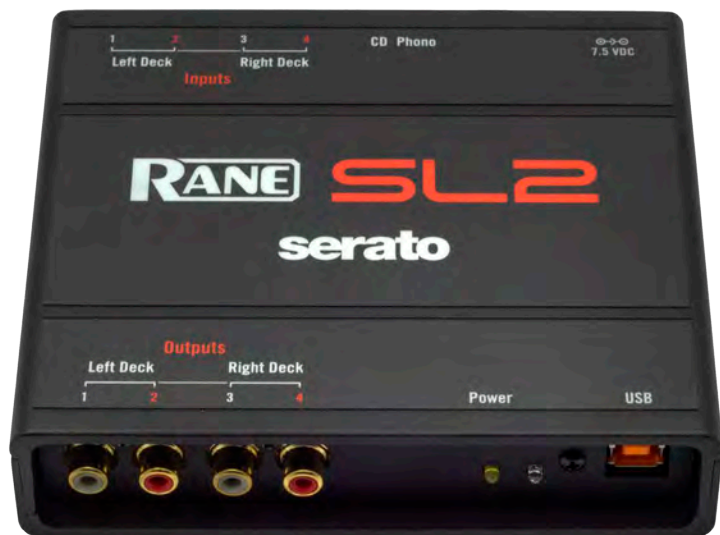 1 2 3 4
Left Deck Right Deck
Inputs
CD Phono
7.5 VDC
RANE SL2
serato
Outputs
Left Deck Right Deck
1 2 3 4
Power
USB